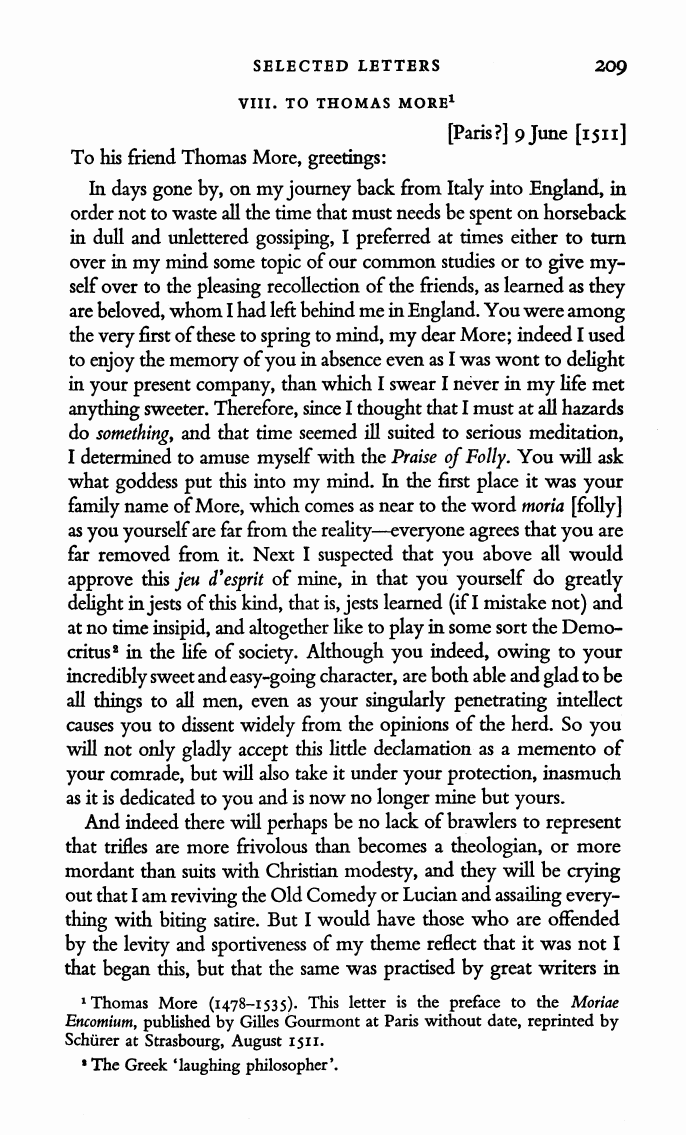 SELECTED LETTERS 209
VIII. TO THOMAS MORE¹
[Paris?] 9 June [1511]
To his friend Thomas More, greetings:
In days gone by, on my journey back from Italy into England, in
order not to waste all the time that must needs be spent on horseback
in dull and unlettered gossiping, I preferred at times either to turn
over in my mind some topic of our common studies or to give my-
self over to the pleasing recollection of the friends, as learned as they
are beloved, whom I had left behind me in England. You were among
the very first of these to spring to mind, my dear More; indeed I used
to enjoy the memory of you in absence even as I was wont to delight
in your present company, than which I swear I never in my life met
anything sweeter. Therefore, since I thought that I must at all hazards
do something, and that time seemed ill suited to serious meditation,
I determined to amuse myself with the Praise of Folly. You will ask
what goddess put this into my mind. In the first place it was your
family name of More, which comes as near to the word moria [folly]
as you yourself are far from the reality—everyone agrees that you are
far removed from it. Next I suspected that you above all would
approve this jeu d'esprit of mine, in that you yourself do greatly
delight in jests of this kind, that is, jests learned (if I mistake not) and
at no time insipid, and altogether like to play in some sort the Demo-
critus² in the life of society. Although you indeed, owing to your
incredibly sweet and easy-going character, are both able and glad to be
all things to all men, even as your singularly penetrating intellect
causes you to dissent widely from the opinions of the herd. So you
will not only gladly accept this little declamation as a memento of
your comrade, but will also take it under your protection, inasmuch
as it is dedicated to you and is now no longer mine but yours.
And indeed there will perhaps be no lack of brawlers to represent
that trifles are more frivolous than becomes a theologian, or more
mordant than suits with Christian modesty, and they will be crying
out that I am reviving the Old Comedy or Lucian and assailing every-
thing with biting satire. But I would have those who are offended
by the levity and sportiveness of my theme reflect that it was not I
that began this, but that the same was practised by great writers in
¹ Thomas More (1478–1535). This letter is the preface to the Moriae
Encomium, published by Gilles Gourmont at Paris without date, reprinted by
Schürer at Strasbourg, August 1511.
² The Greek ‘laughing philosopher’.